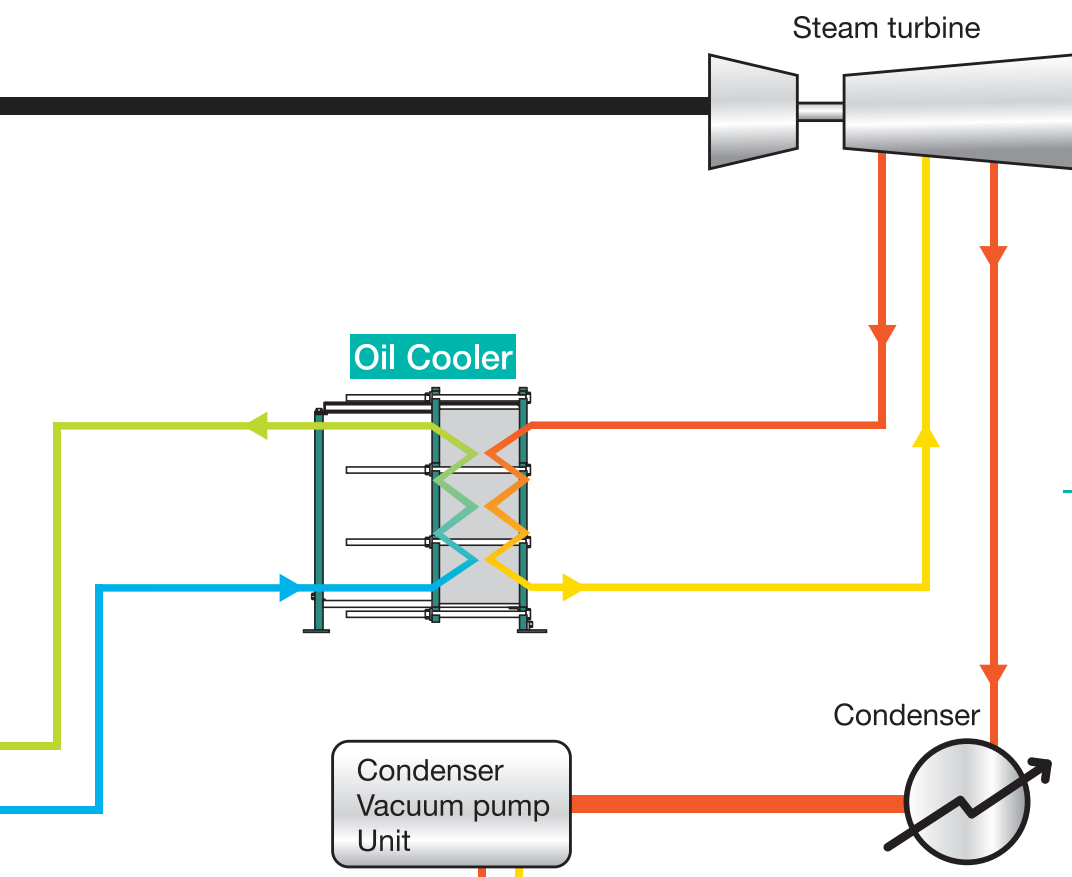 Steam turbine
Oil Cooler
Condenser
Condenser
Vacuum pump
Unit